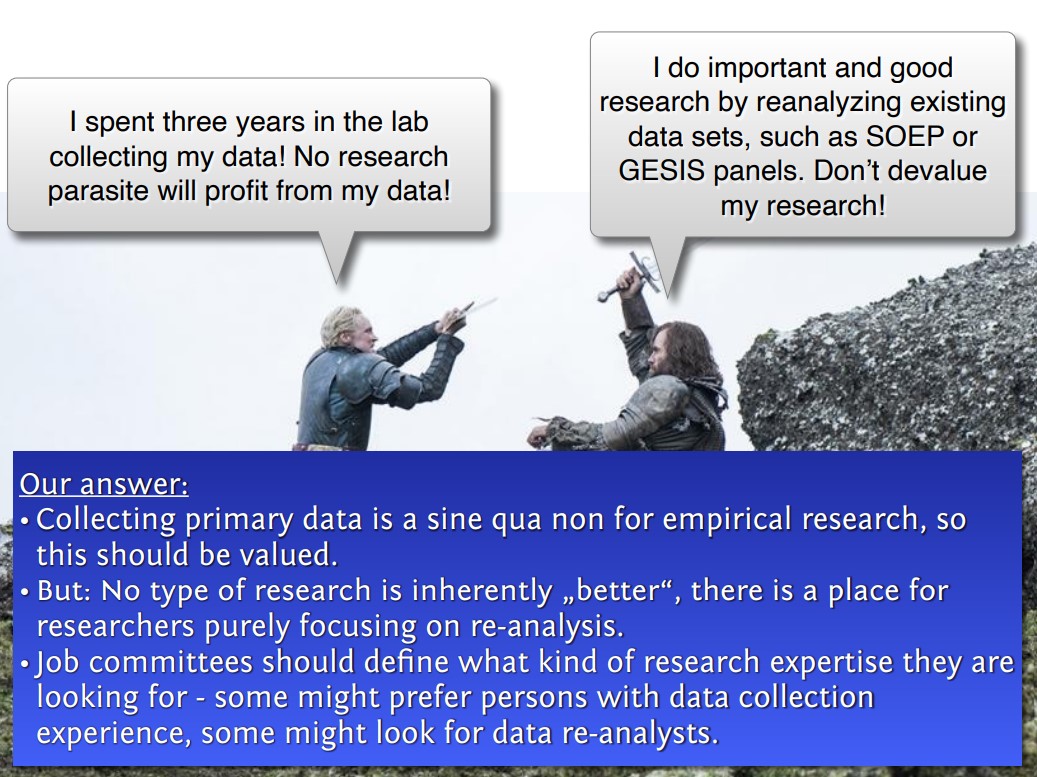 I spent three years in the lab
collecting my data! No research
parasite will profit from my data!
I do important and good
research by reanalyzing existing
data sets, such as SOEP or
GESIS panels. Don’t devalue
my research!
Our answer:
• Collecting primary data is a sine qua non for empirical research, so
this should be valued.
• But: No type of research is inherently „better“, there is a place for
researchers purely focusing on re-analysis.
• Job committees should define what kind of research expertise they are
looking for - some might prefer persons with data collection
experience, some might look for data re-analysts.